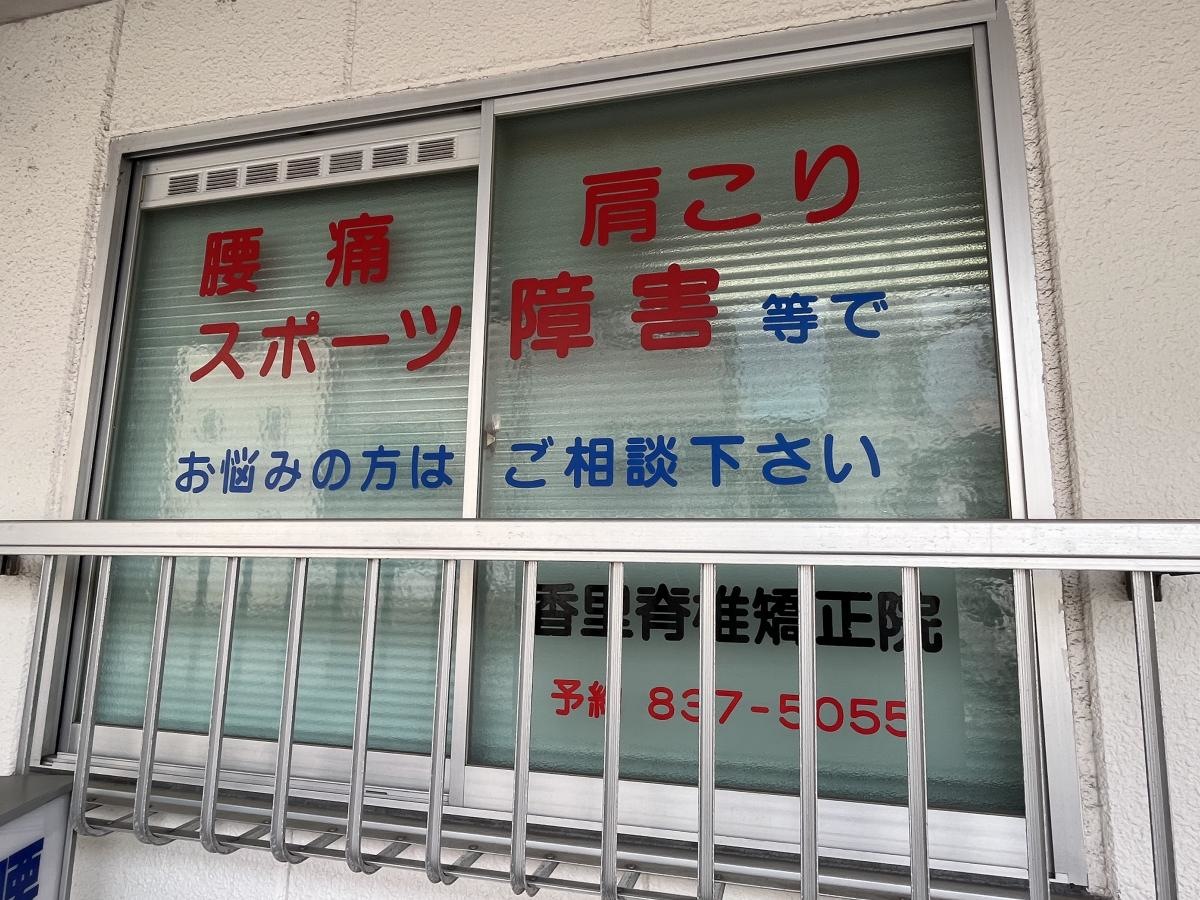 腰痛 肩こり
スポーツ障害等で
お悩みの方は ご相談下さい
香里脊椎矯正院
予約 837-5055
腰